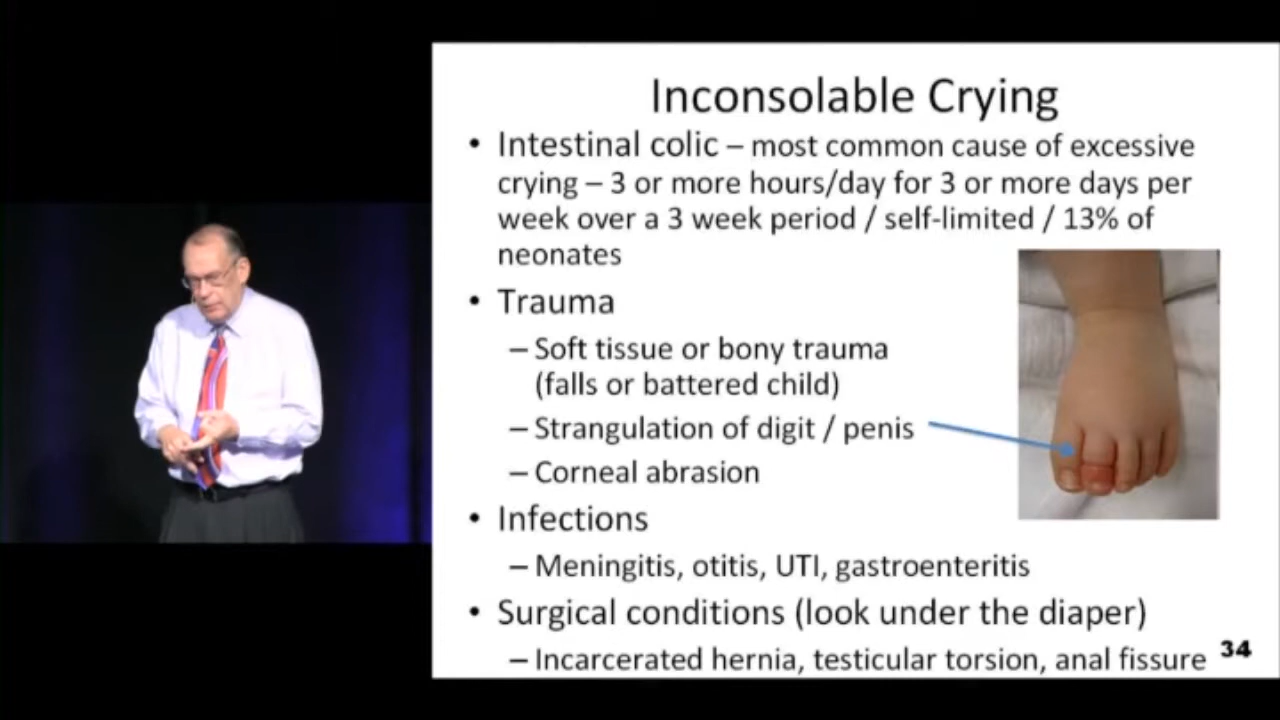 Inconsolable Crying
• Intestinal colic – most common cause of excessive
crying – 3 or more hours/day for 3 or more days per
week over a 3 week period / self-limited / 13% of
neonates
• Trauma
– Soft tissue or bony trauma
(falls or battered child)
– Strangulation of digit / penis
– Corneal abrasion
• Infections
– Meningitis, otitis, UTI, gastroenteritis
• Surgical conditions (look under the diaper)
– Incarcerated hernia, testicular torsion, anal fissure
34